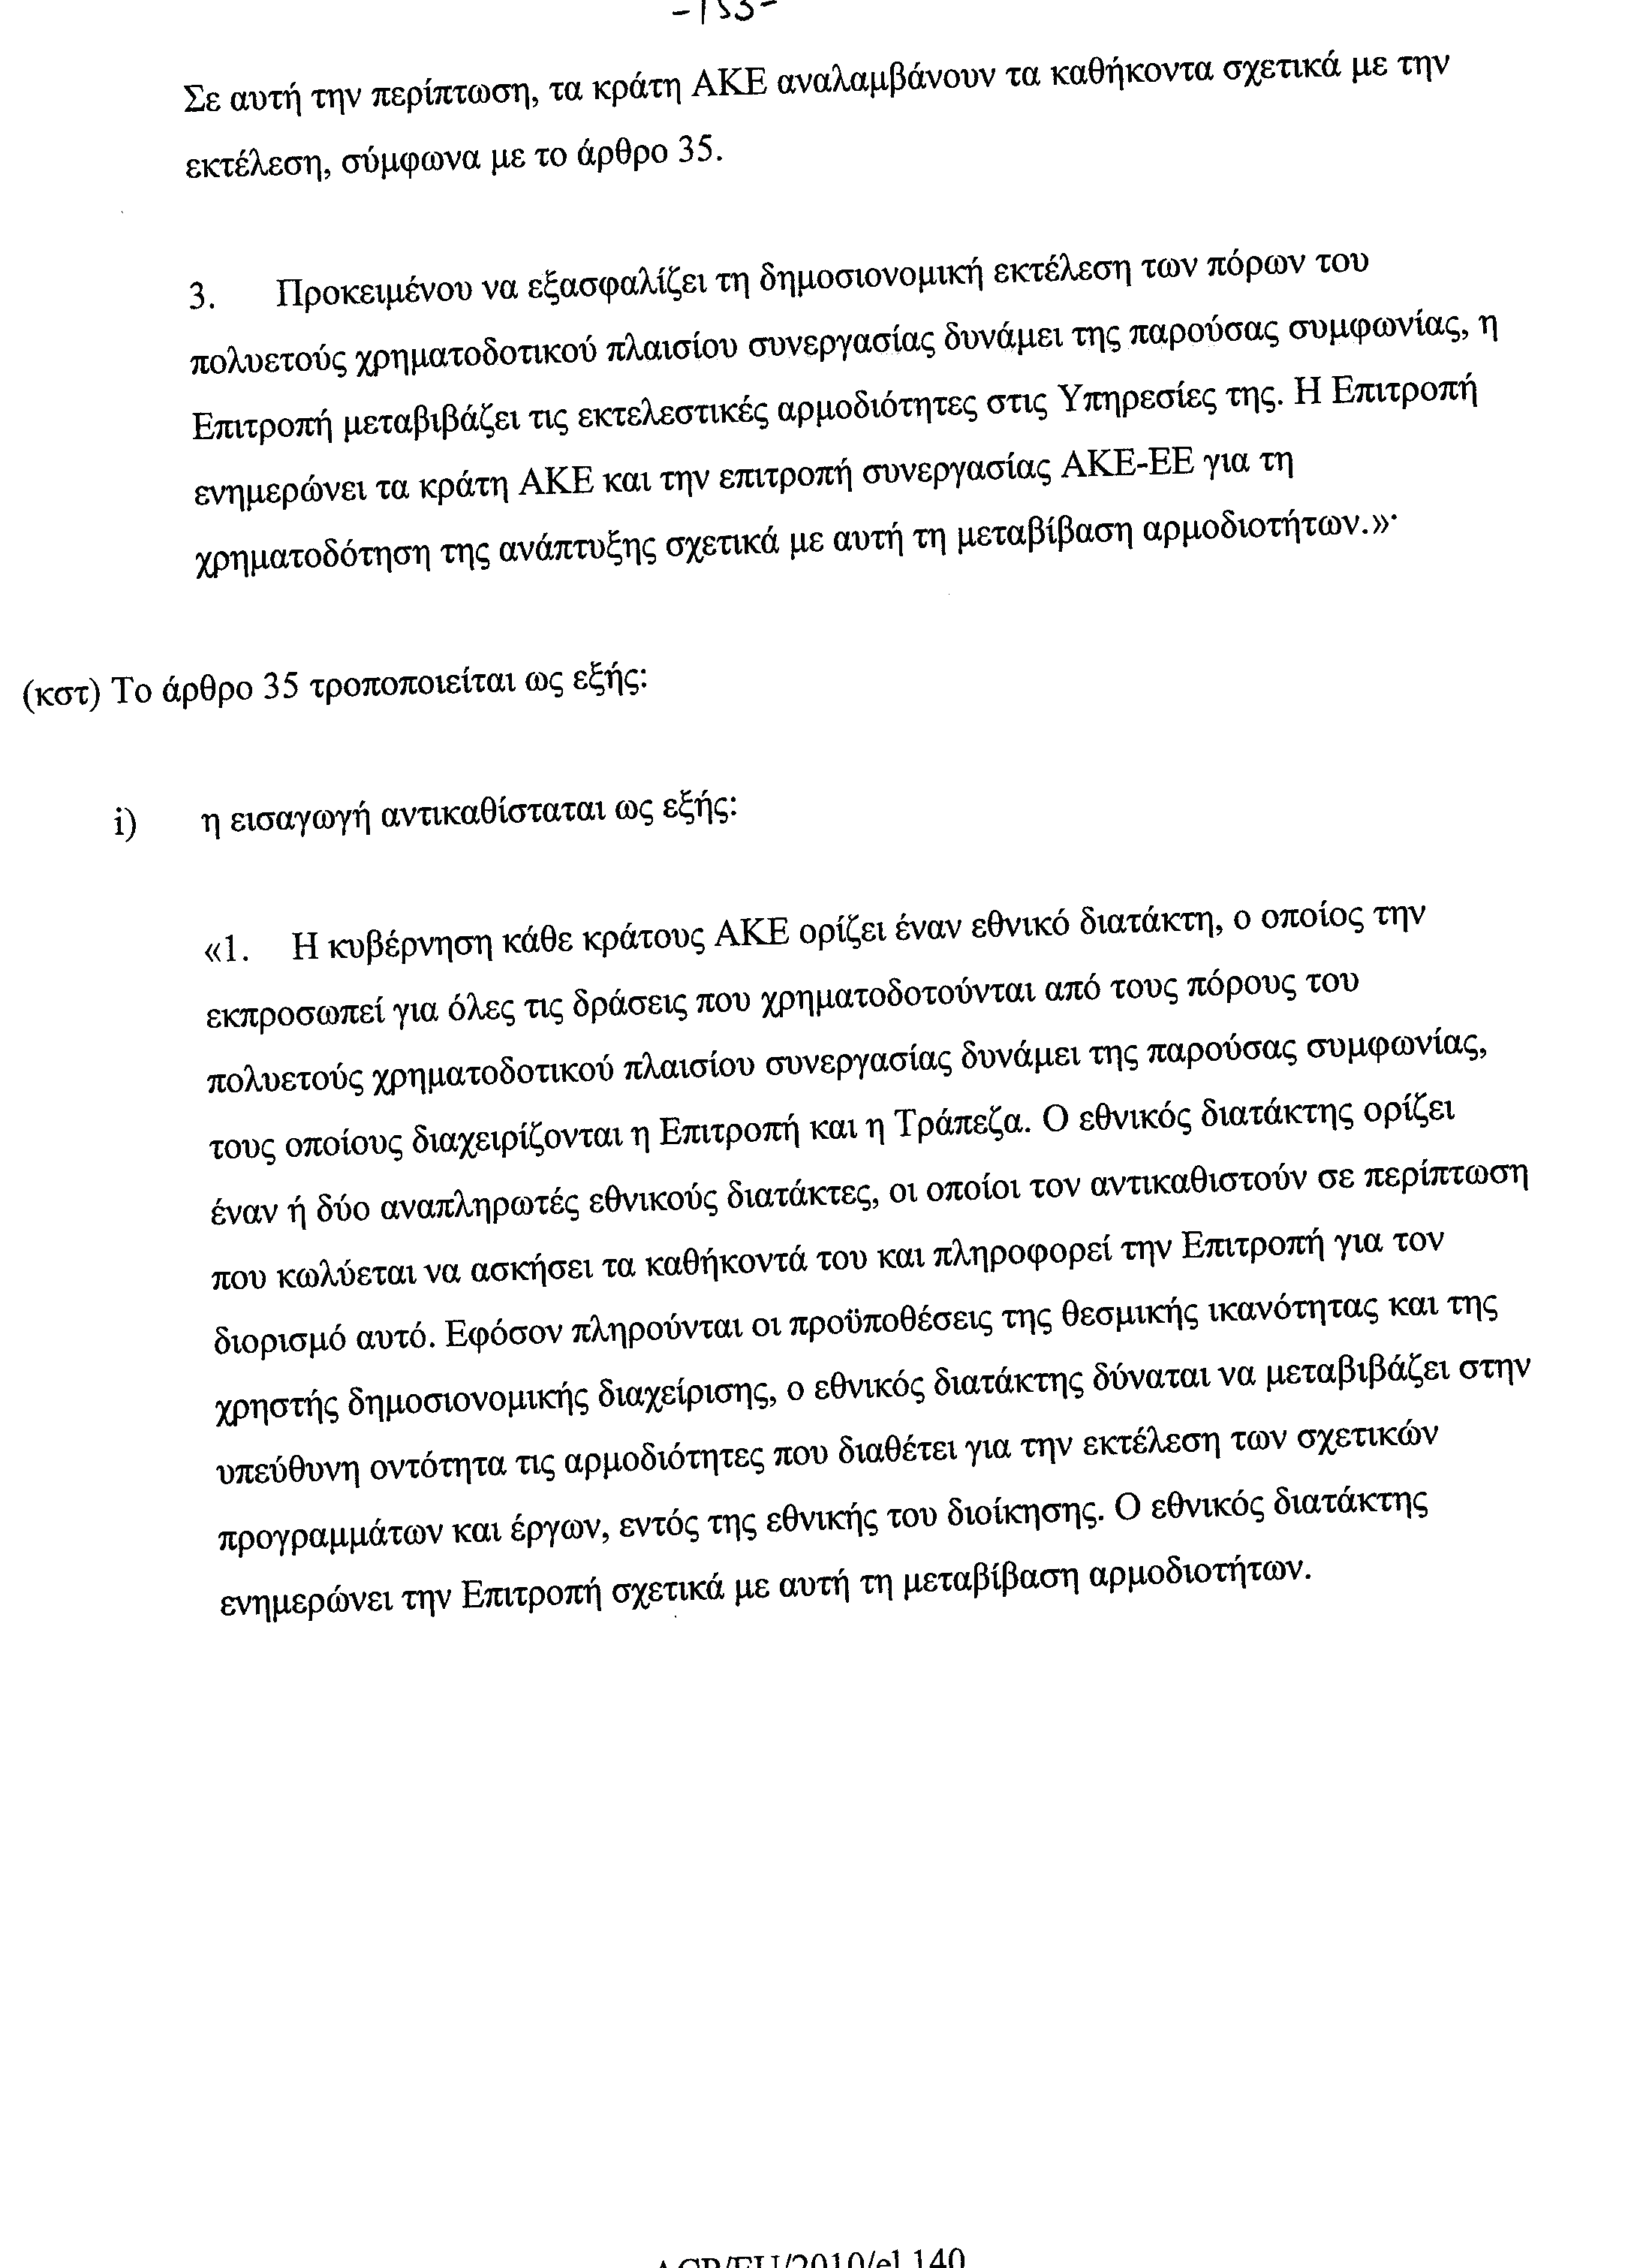 -153-
Σε αυτή την περίπτωση, τα κράτη ΑΚΕ αναλαμβάνουν τα καθήκοντα σχετικά με την
εκτέλεση, σύμφωνα με το άρθρο 35.
3. Προκειμένου να εξασφαλίζει τη δημοσιονομική εκτέλεση των πόρων του
πολυετούς χρηματοδοτικού πλαισίου συνεργασίας δυνάμει της παρούσας συμφωνίας, η
Επιτροπή μεταβιβάζει τις εκτελεστικές αρμοδιότητες στις Υπηρεσίες της. Η Επιτροπή
ενημερώνει τα κράτη ΑΚΕ και την επιτροπή συνεργασίας ΑΚΕ-ΕΕ για τη
χρηματοδότηση της ανάπτυξης σχετικά με αυτή τη μεταβίβαση αρμοδιοτήτων.»·
(κστ) Το άρθρο 35 τροποποιείται ως εξής:
i) η εισαγωγή αντικαθίσταται ως εξής:
«1. Η κυβέρνηση κάθε κράτους ΑΚΕ ορίζει έναν εθνικό διατάκτη, ο οποίος την
εκπροσωπεί για όλες τις δράσεις που χρηματοδοτούνται από τους πόρους του
πολυετούς χρηματοδοτικού πλαισίου συνεργασίας δυνάμει της παρούσας συμφωνίας,
τους οποίους διαχειρίζονται η Επιτροπή και η Τράπεζα. Ο εθνικός διατάκτης ορίζει
έναν ή δύο αναπληρωτές εθνικούς διατάκτες, οι οποίοι τον αντικαθιστούν σε περίπτωση
που κωλύεται να ασκήσει τα καθήκοντά του και πληροφορεί την Επιτροπή για τον
διορισμό αυτό. Εφόσον πληρούνται οι προϋποθέσεις της θεσμικής ικανότητας και της
χρηστής δημοσιονομικής διαχείρισης, ο εθνικός διατάκτης δύναται να μεταβιβάζει στην
υπεύθυνη οντότητα τις αρμοδιότητες που διαθέτει για την εκτέλεση των σχετικών
προγραμμάτων και έργων, εντός της εθνικής του διοίκησης. Ο εθνικός διατάκτης
ενημερώνει την Επιτροπή σχετικά με αυτή τη μεταβίβαση αρμοδιοτήτων.
ACP/EU/2010/el 140